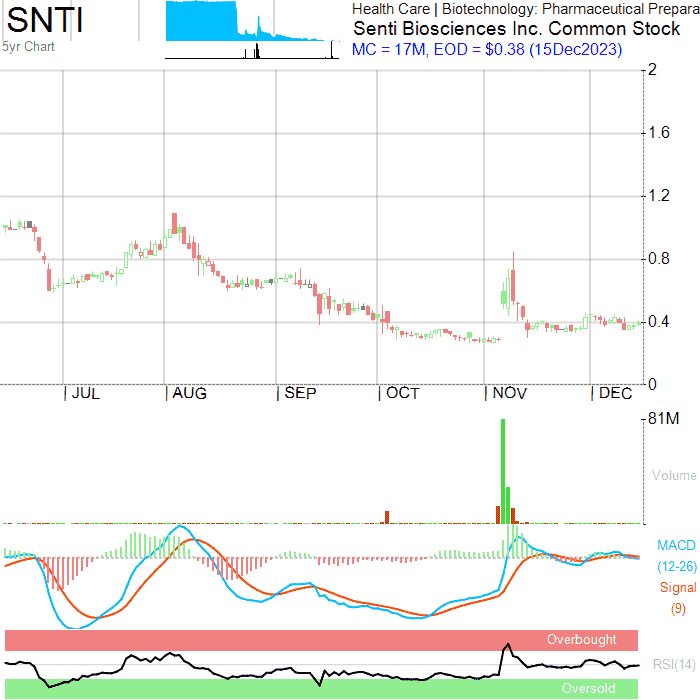 SNTI
5yr Chart
Health Care | Biotechnology: Pharmaceutical Prepara
Senti Biosciences Inc. Common Stock
MC = 17M, EOD = $0.38 (15Dec2023)
2
1.6
1.2
0.8
0.4
0
JUL AUG SEP OCT NOV DEC
81M
Volume
MACD
(12-26)
Signal
(9)
Overbought
RSI(14)
Oversold